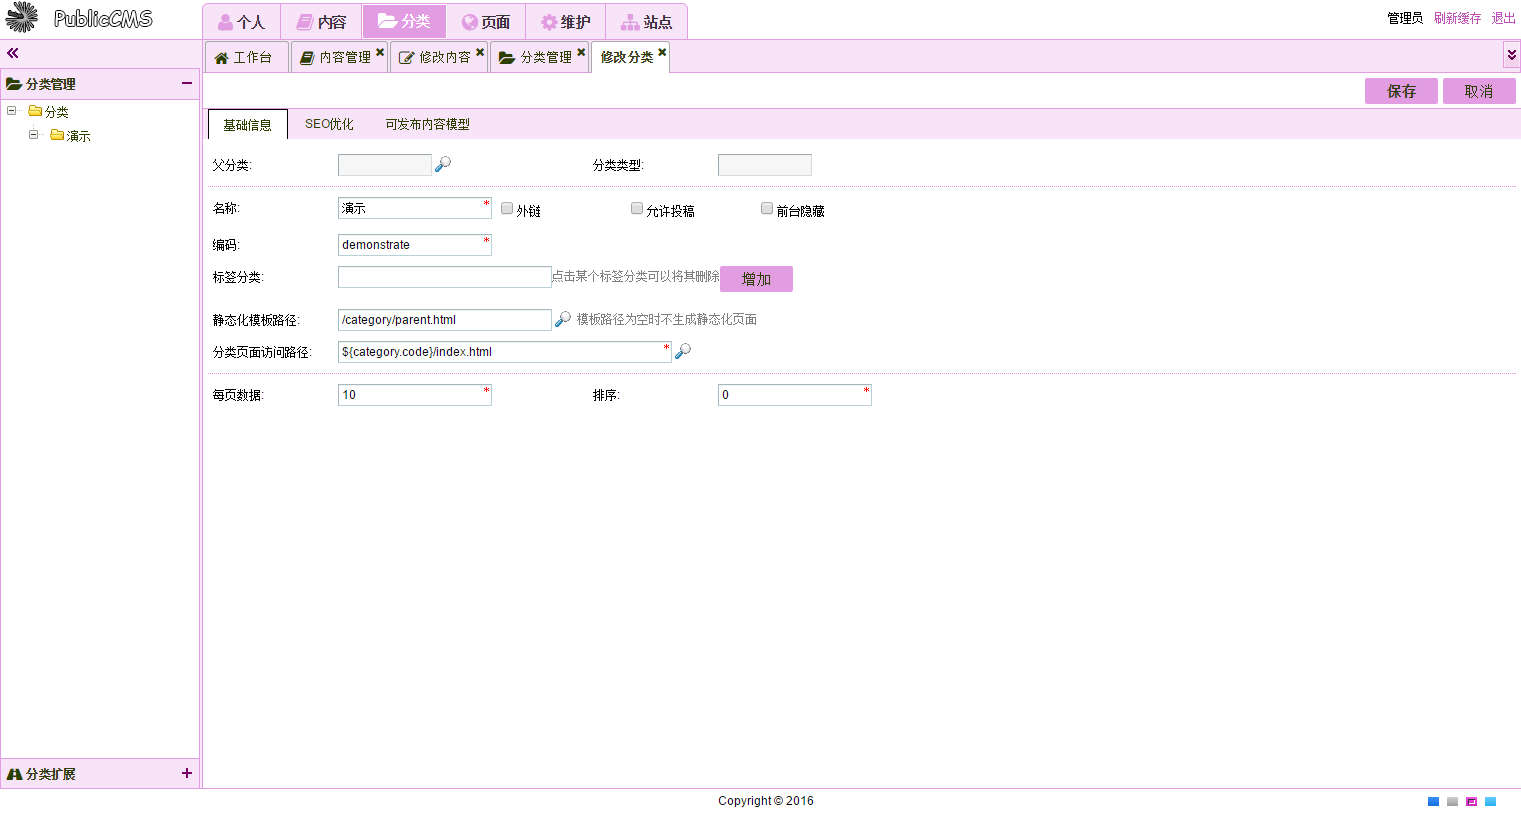 PublicCMS 个人 内容 分类 页面 维护 站点 管理员 刷新缓存 退出
工作台 内容管理 修改内容 分类管理 修改分类
分类管理
保存 取消
分类
演示
基础信息 SEO优化 可发布内容模型
父分类: 分类类型:
名称: 演示 * 外链 允许投稿 前台隐藏
编码: demonstrate *
标签分类: 点击某个标签分类可以将其删除 增加
静态化模板路径: /category/parent.html 模板路径为空时不生成静态化页面
分类页面访问路径: ${category.code}/index.html *
每页数据: 10 * 排序: 0 *
分类扩展
Copyright © 2016